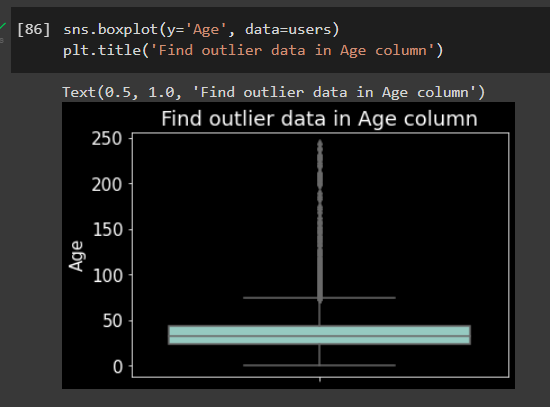 [86] sns.boxplot(y='Age', data=users)
plt.title('Find outlier data in Age column')
Text(0.5, 1.0, 'Find outlier data in Age column')
Find outlier data in Age column
250
200
150
100
50
0
Age